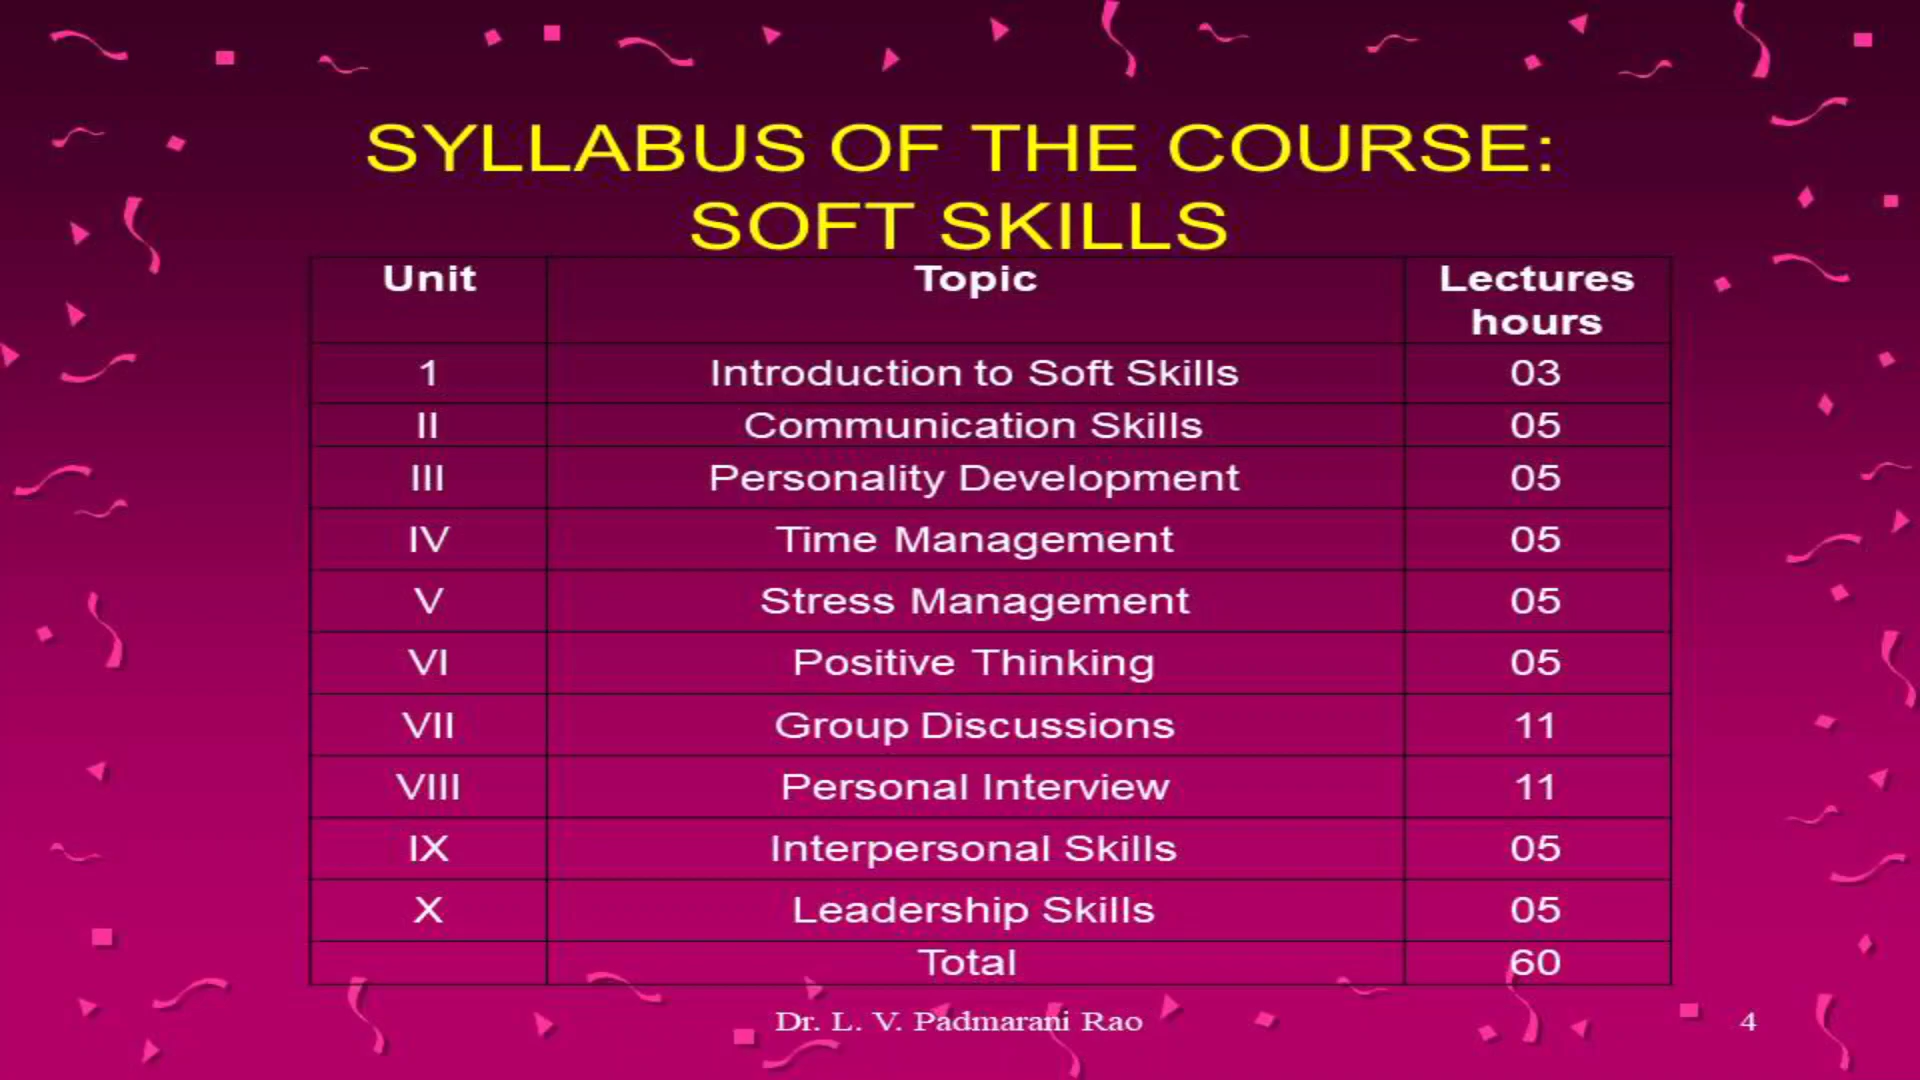 SYLLABUS OF THE COURSE:
SOFT SKILLS
Unit Topic Lectures hours
1 Introduction to Soft Skills 03
II Communication Skills 05
III Personality Development 05
IV Time Management 05
V Stress Management 05
VI Positive Thinking 05
VII Group Discussions 11
VIII Personal Interview 11
IX Interpersonal Skills 05
X Leadership Skills 05
Total 60
Dr. L. V. Padmarani Rao 4